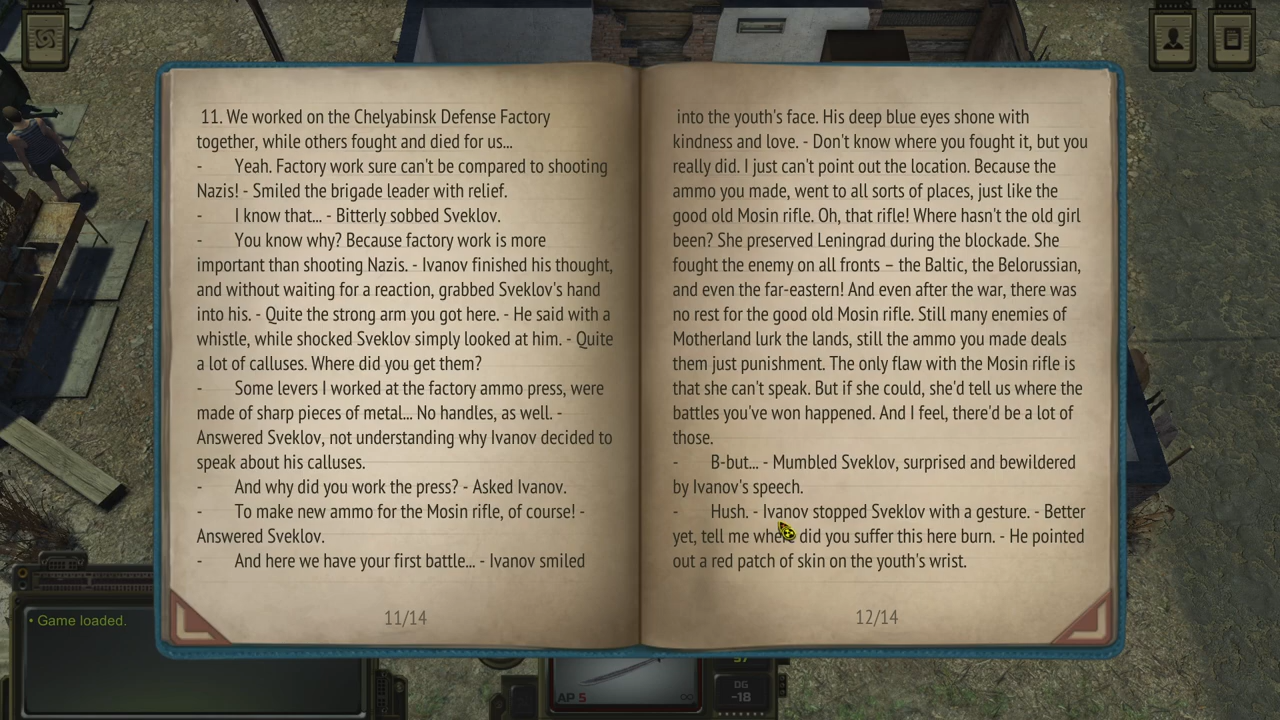 11. We worked on the Chelyabinsk Defense Factory
together, while others fought and died for us...
- Yeah. Factory work sure can't be compared to shooting
Nazis! - Smiled the brigade leader with relief.
- I know that... - Bitterly sobbed Sveklov.
- You know why? Because factory work is more
important than shooting Nazis. - Ivanov finished his thought,
and without waiting for a reaction, grabbed Sveklov's hand
into his. - Quite the strong arm you got here. - He said with a
whistle, while shocked Sveklov simply looked at him. - Quite
a lot of calluses. Where did you get them?
- Some levers I worked at the factory ammo press, were
made of sharp pieces of metal... No handles, as well. -
Answered Sveklov, not understanding why Ivanov decided to
speak about his calluses.
- And why did you work the press? - Asked Ivanov.
- To make new ammo for the Mosin rifle, of course! -
Answered Sveklov.
- And here we have your first battle... - Ivanov smiled
11/14
into the youth's face. His deep blue eyes shone with
kindness and love. - Don't know where you fought it, but you
really did. I just can't point out the location. Because the
ammo you made, went to all sorts of places, just like the
good old Mosin rifle. Oh, that rifle! Where hasn't the old girl
been? She preserved Leningrad during the blockade. She
fought the enemy on all fronts – the Baltic, the Belorussian,
and even the far-eastern! And even after the war, there was
no rest for the good old Mosin rifle. Still many enemies of
Motherland lurk the lands, still the ammo you made deals
them just punishment. The only flaw with the Mosin rifle is
that she can't speak. But if she could, she'd tell us where the
battles you've won happened. And I feel, there'd be a lot of
those.
- B-but... - Mumbled Sveklov, surprised and bewildered
by Ivanov's speech.
- Hush. - Ivanov stopped Sveklov with a gesture. - Better
yet, tell me where did you suffer this here burn. - He pointed
out a red patch of skin on the youth's wrist.
12/14
• Game loaded.
AP 5
DG
-18